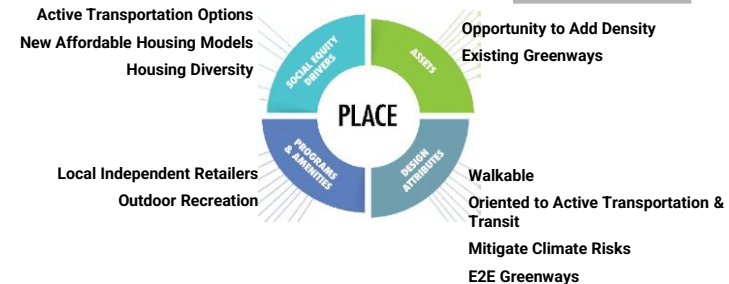 Active Transportation Options
New Affordable Housing Models
Housing Diversity
SOCIAL EQUITY
DRIVERS
ASSETS
Opportunity to Add Density
Existing Greenways
PLACE
Local Independent Retailers
Outdoor Recreation
PROGRAMS
& AMENITIES
DESIGN
ATTRIBUTES
Walkable
Oriented to Active Transportation &
Transit
Mitigate Climate Risks
E2E Greenways